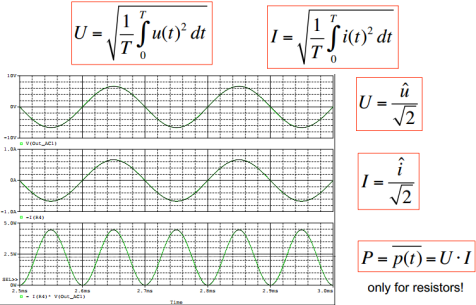 U = √(1/T ∫₀ᵀ u(t)² dt)
I = √(1/T ∫₀ᵀ i(t)² dt)
10V
0V
-10V
V(Out_AC1)
U = û/√2
1.0A
0A
-1.0A
-I(R4)
I = î/√2
5.0W
2.5W
SEL>>
0W
2.5ms 2.6ms 2.7ms 2.8ms 2.9ms 3.0ms
- I(R4)* V(Out_AC1)
Time
P = p(t)‾ = U · I
only for resistors!